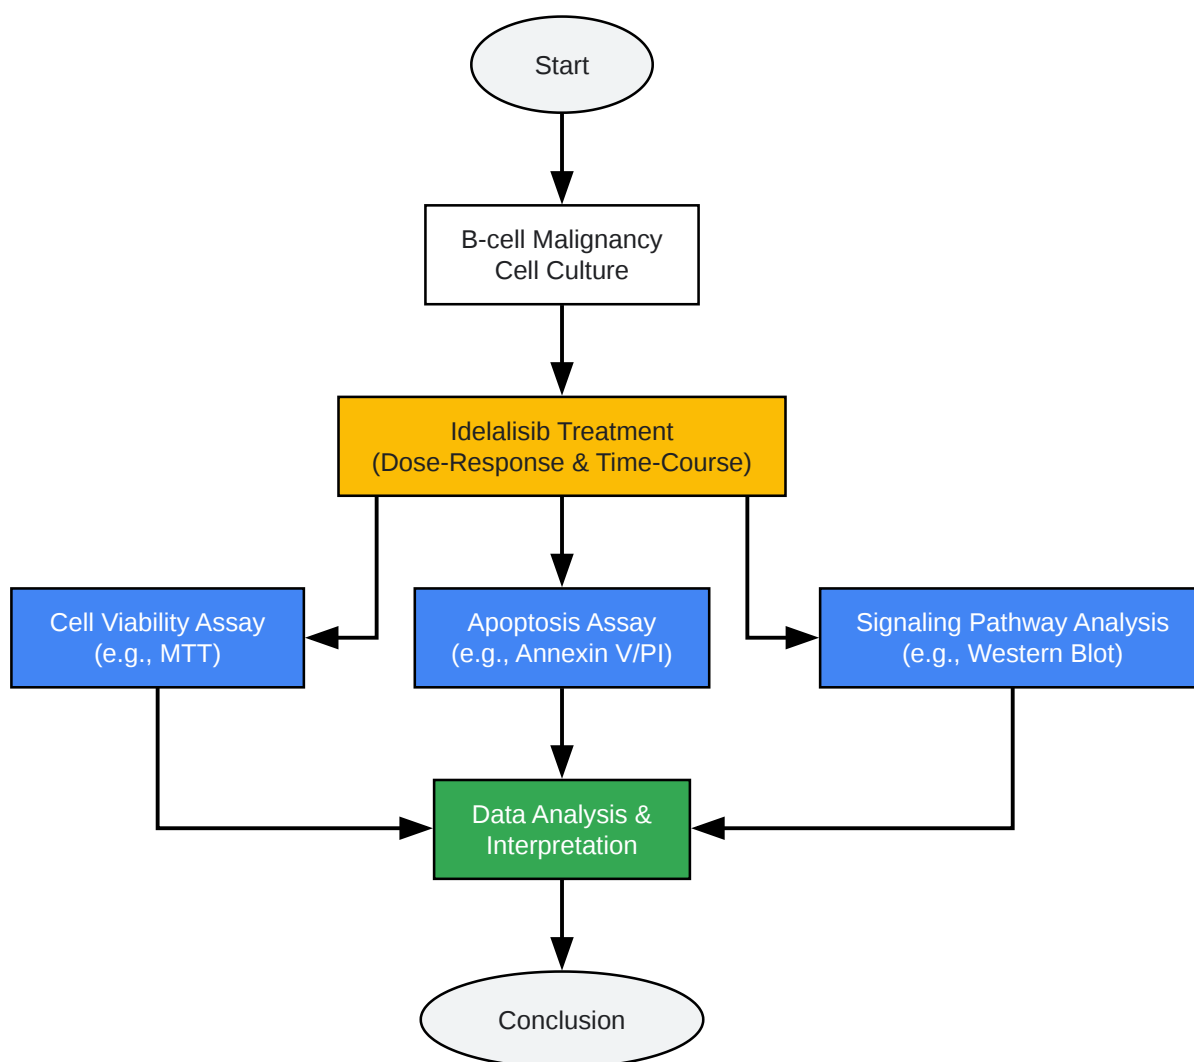 Start
B-cell Malignancy
Cell Culture
Idelalisib Treatment
(Dose-Response & Time-Course)
Cell Viability Assay
(e.g., MTT)
Apoptosis Assay
(e.g., Annexin V/PI)
Signaling Pathway Analysis
(e.g., Western Blot)
Data Analysis &
Interpretation
Conclusion